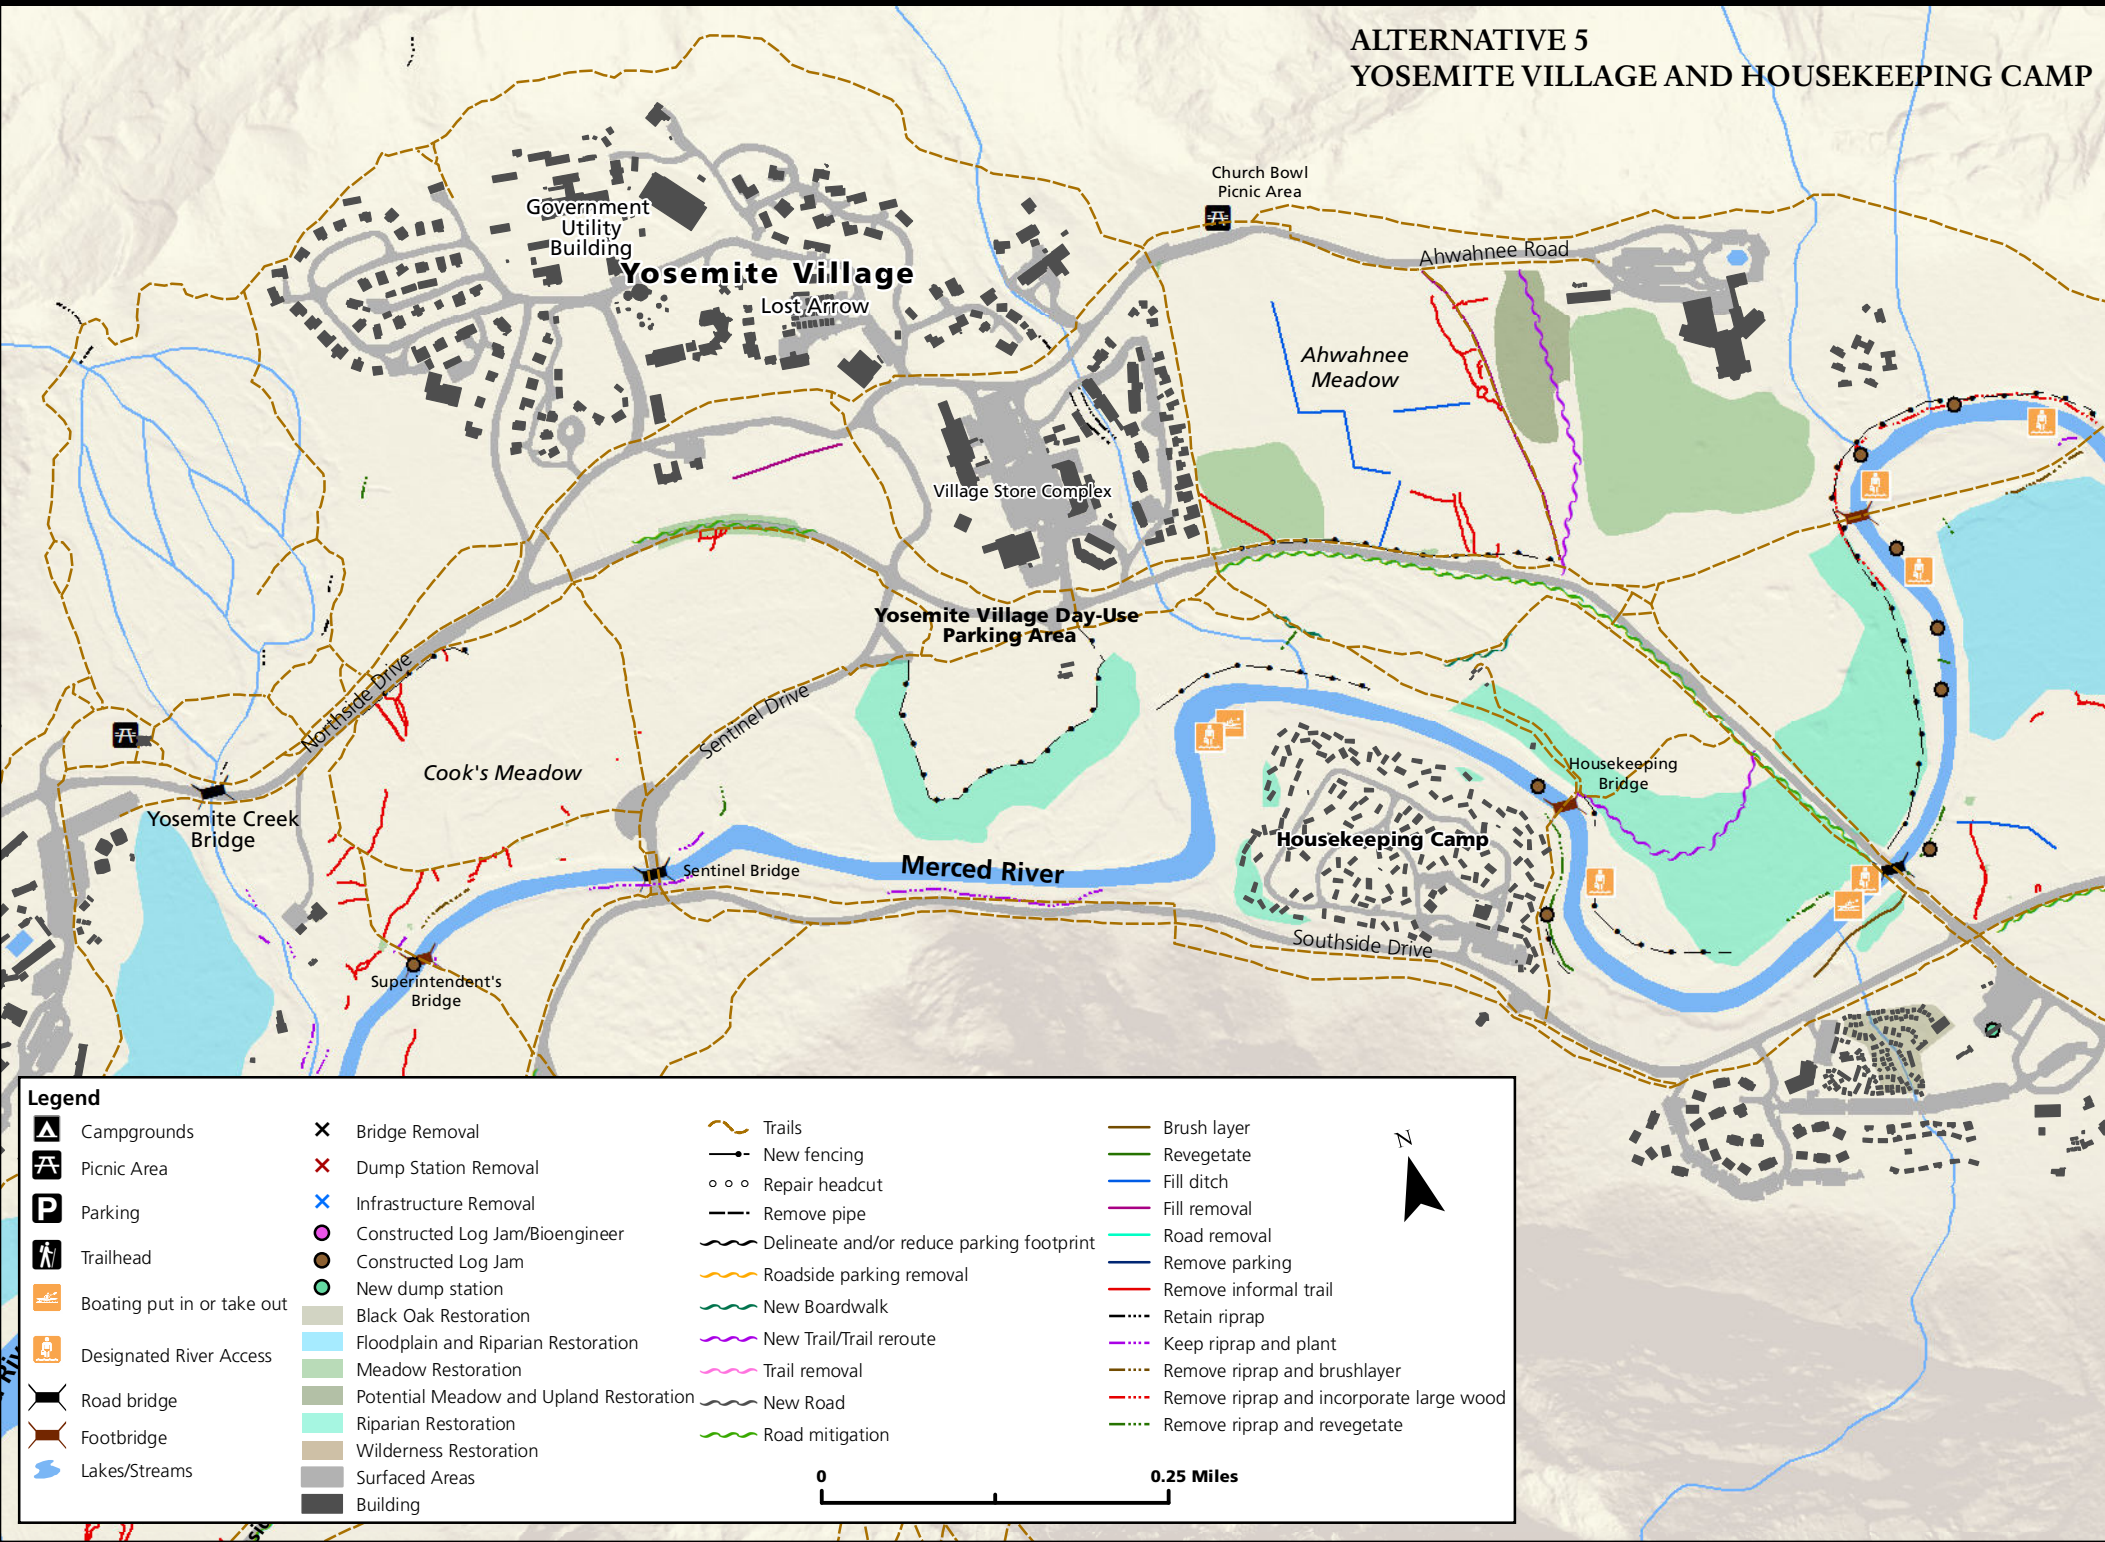 ALTERNATIVE 5
YOSEMITE VILLAGE AND HOUSEKEEPING CAMP
Church Bowl
Picnic Area
Government
Utility
Building
Yosemite Village
Lost Arrow
Ahwahnee Road
Ahwahnee
Meadow
Village Store Complex
Yosemite Village Day-Use
Parking Area
Northside Drive
Sentinel Drive
Cook's Meadow
Housekeeping
Bridge
Yosemite Creek
Bridge
Housekeeping Camp
Sentinel Bridge
Merced River
Southside Drive
Superintendent's
Bridge
Legend
Campgrounds
Picnic Area
P
Parking
Trailhead
Boating put in or take out
Designated River Access
Road bridge
Footbridge
Lakes/Streams
Bridge Removal
Dump Station Removal
Infrastructure Removal
Constructed Log Jam/Bioengineer
Constructed Log Jam
New dump station
Black Oak Restoration
Floodplain and Riparian Restoration
Meadow Restoration
Potential Meadow and Upland Restoration
Riparian Restoration
Wilderness Restoration
Surfaced Areas
Building
Trails
New fencing
Repair headcut
Remove pipe
Delineate and/or reduce parking footprint
Roadside parking removal
New Boardwalk
New Trail/Trail reroute
Trail removal
New Road
Road mitigation
Brush layer
Revegetate
Fill ditch
Fill removal
Road removal
Remove parking
Remove informal trail
Retain riprap
Keep riprap and plant
Remove riprap and brushlayer
Remove riprap and incorporate large wood
Remove riprap and revegetate
N
0 0.25 Miles